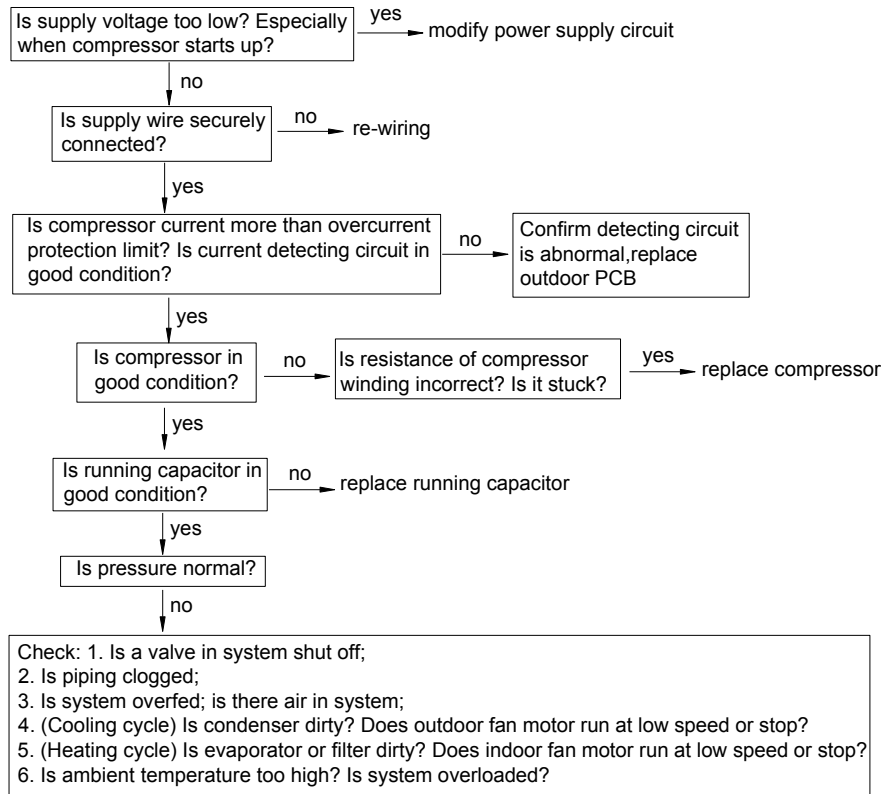 Is supply voltage too low? Especially
when compressor starts up?
yes
modify power supply circuit
no
Is supply wire securely
connected?
no
re-wiring
yes
Is compressor current more than overcurrent
protection limit? Is current detecting circuit in
good condition?
no
Confirm detecting circuit
is abnormal,replace
outdoor PCB
yes
Is compressor in
good condition?
no
Is resistance of compressor
winding incorrect? Is it stuck?
yes
replace compressor
yes
Is running capacitor in
good condition?
no
replace running capacitor
yes
Is pressure normal?
no
Check: 1. Is a valve in system shut off;
2. Is piping clogged;
3. Is system overfed; is there air in system;
4. (Cooling cycle) Is condenser dirty? Does outdoor fan motor run at low speed or stop?
5. (Heating cycle) Is evaporator or filter dirty? Does indoor fan motor run at low speed or stop?
6. Is ambient temperature too high? Is system overloaded?